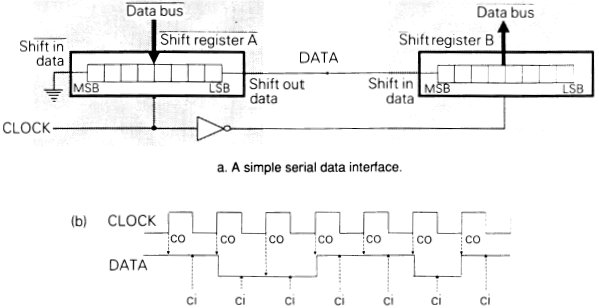 Data bus
Data bus
Shift in
data
Shift register A
DATA
Shift register B
MSB
LSB
Shift out
data
Shift in
data
MSB
LSB
CLOCK
a. A simple serial data interface.
(b) CLOCK
CO CO CO CO CO CO CO
DATA
Ci Ci Ci Ci Ci Ci Ci